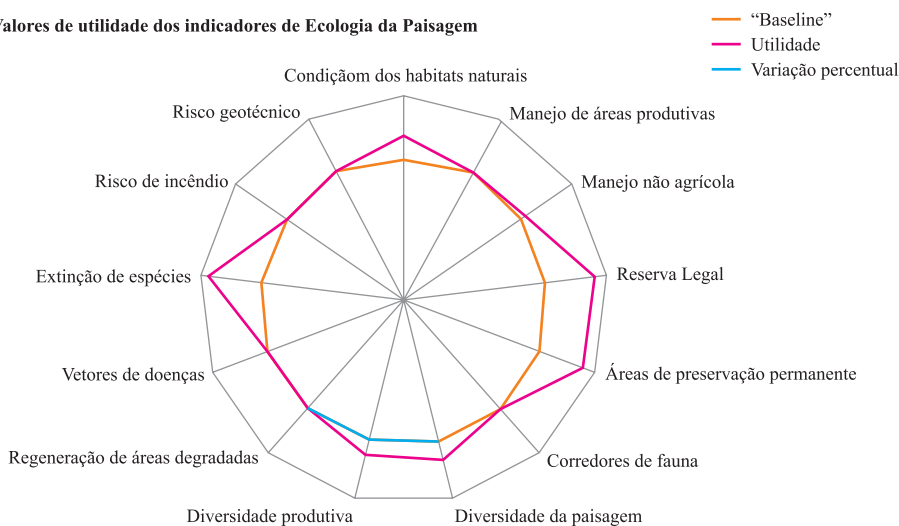 Valores de utilidade dos indicadores de Ecologia da Paisagem
“Baseline”
Utilidade
Variação percentual
Condiçãom dos habitats naturais
Risco geotécnico
Manejo de áreas produtivas
Risco de incêndio
Manejo não agrícola
Extinção de espécies
Reserva Legal
Vetores de doenças
Áreas de preservação permanente
Regeneração de áreas degradadas
Corredores de fauna
Diversidade produtiva
Diversidade da paisagem